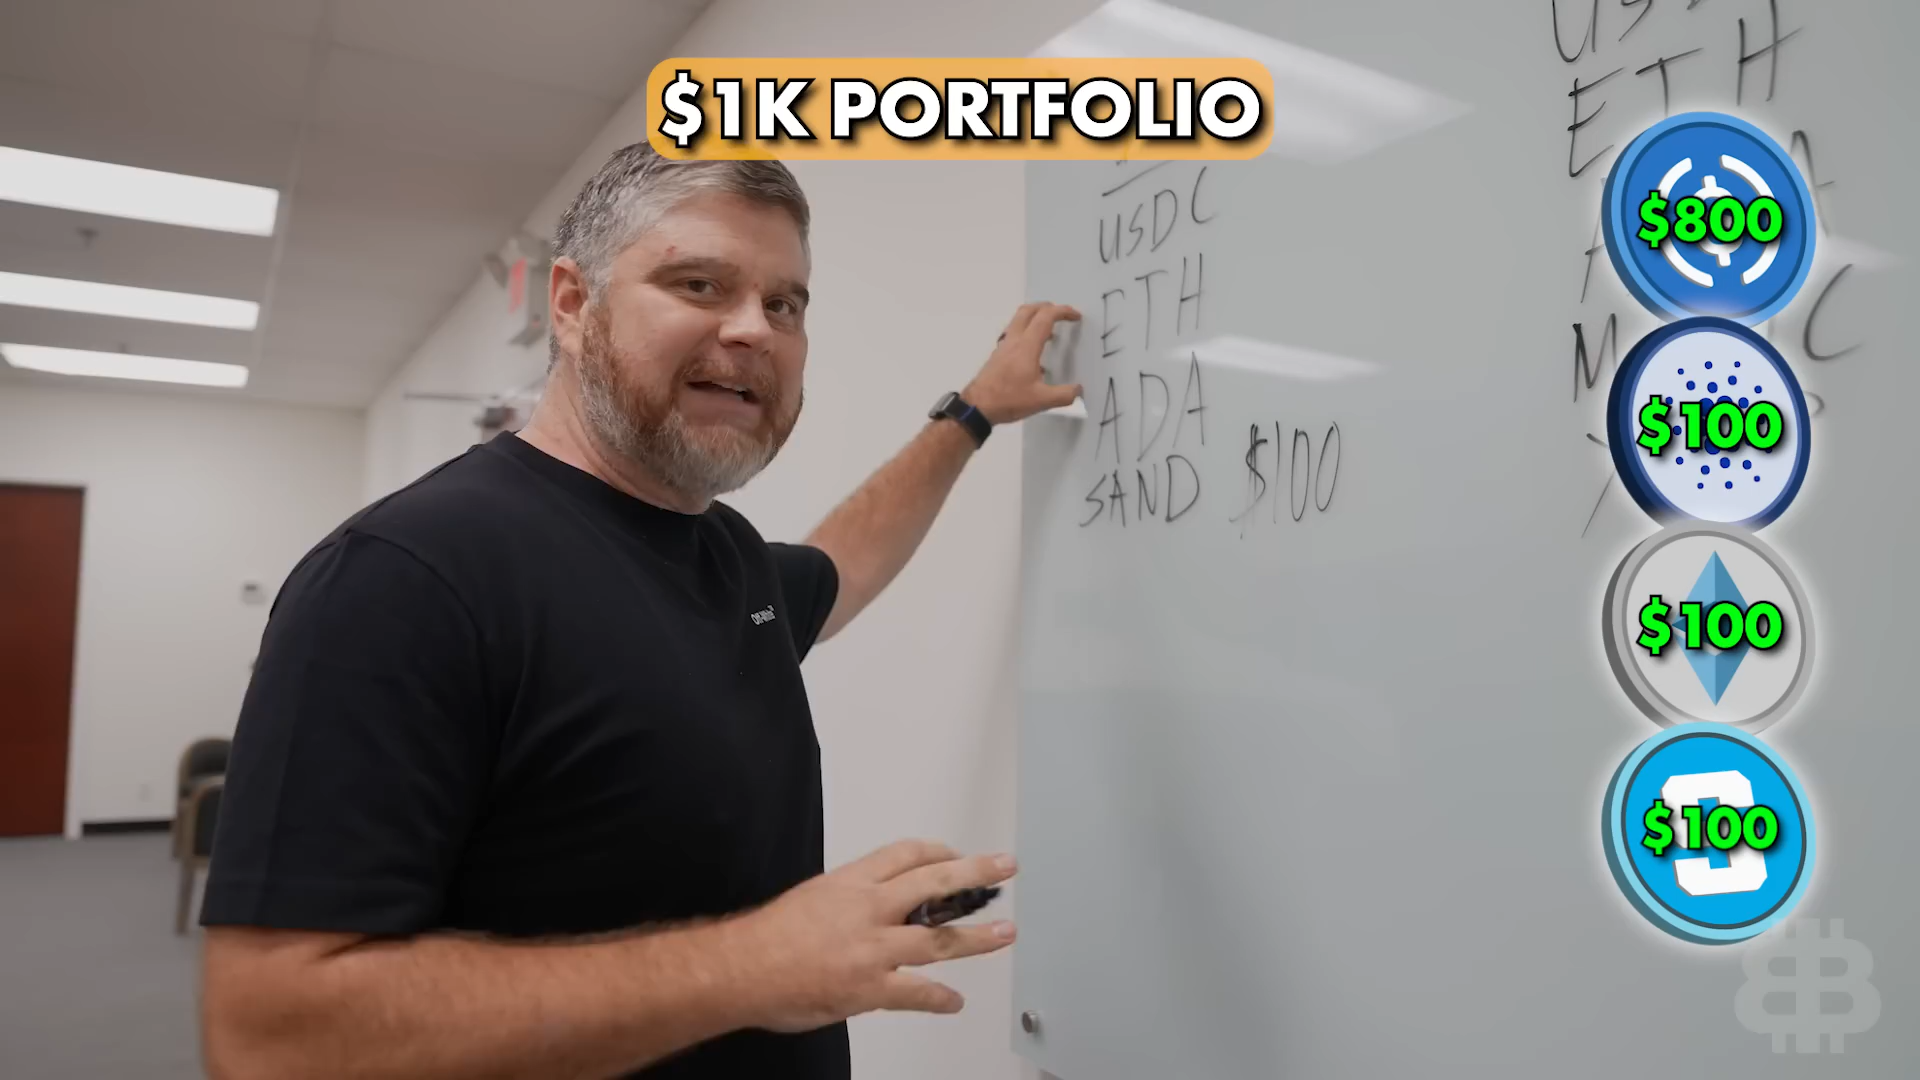 $1K PORTFOLIO
USDC
ETH
ADA
SAND $100
ETH
$800
$100
$100
$100